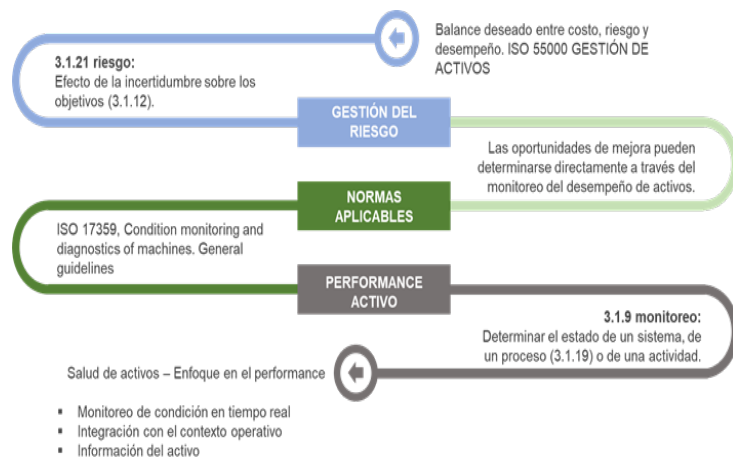 Balance deseado entre costo, riesgo y
desempeño. ISO 55000 GESTIÓN DE
ACTIVOS
3.1.21 riesgo:
Efecto de la incertidumbre sobre los
objetivos (3.1.12).
GESTIÓN DEL
RIESGO
Las oportunidades de mejora pueden
determinarse directamente a través del
monitoreo del desempeño de activos.
NORMAS
APLICABLES
ISO 17359, Condition monitoring and
diagnostics of machines. General
guidelines
PERFORMANCE
ACTIVO
3.1.9 monitoreo:
Determinar el estado de un sistema, de
un proceso (3.1.19) o de una actividad.
Salud de activos – Enfoque en el performance
▪ Monitoreo de condición en tiempo real
▪ Integración con el contexto operativo
▪ Información del activo